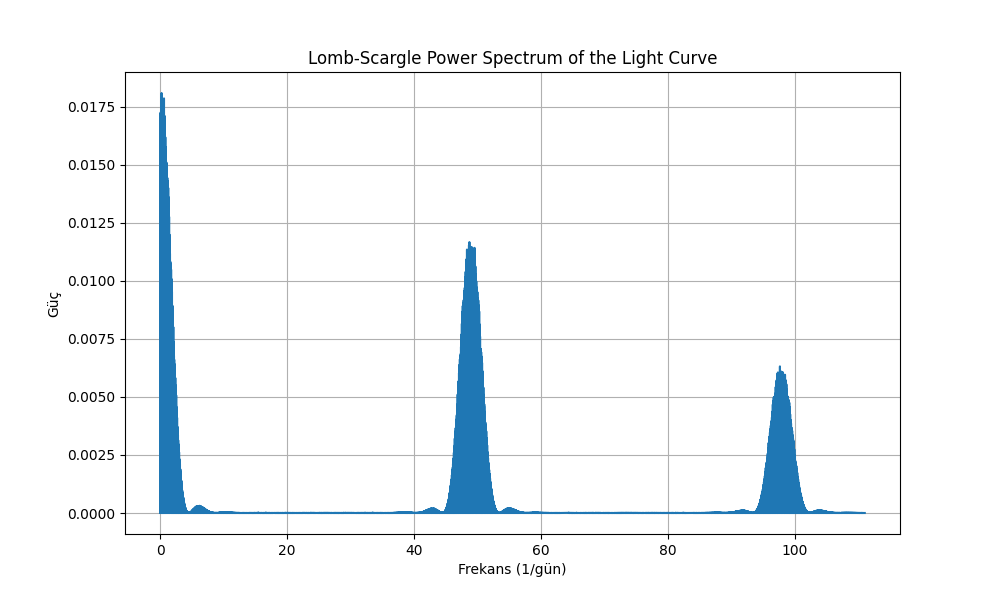 Lomb-Scargle Power Spectrum of the Light Curve
0.0175
0.0150
0.0125
0.0100
0.0075
0.0050
0.0025
0.0000
Güç
0 20 40 60 80 100
Frekans (1/gün)